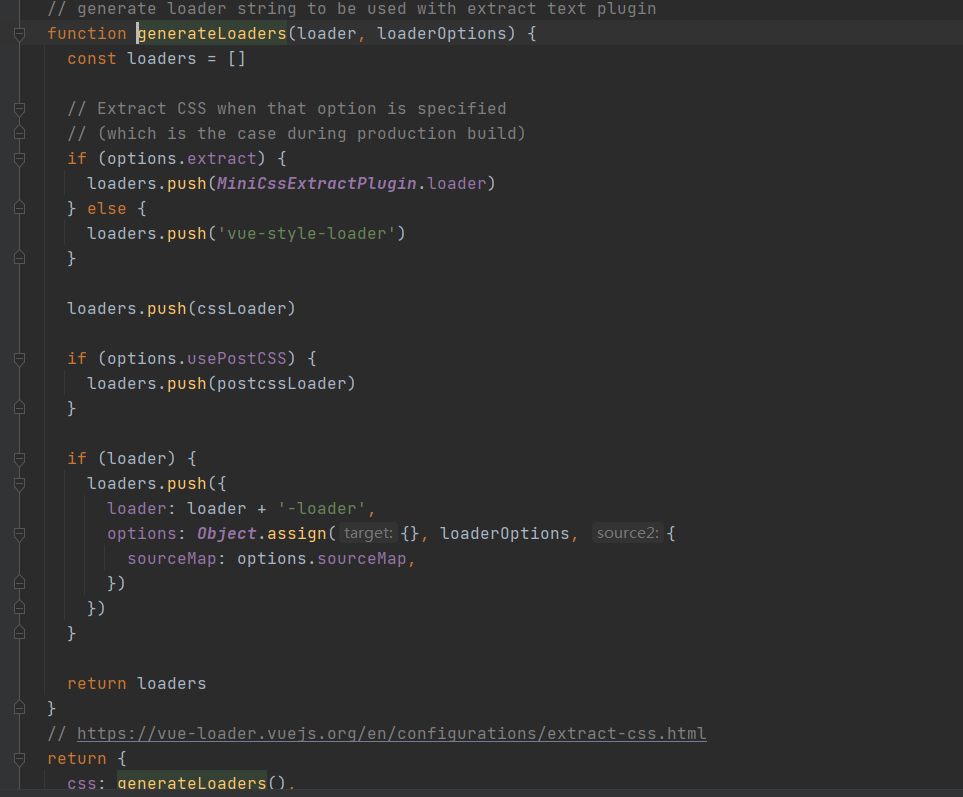 // generate loader string to be used with extract text plugin
function generateLoaders(loader, loaderOptions) {
const loaders = []
// Extract CSS when that option is specified
// (which is the case during production build)
if (options.extract) {
loaders.push(MiniCssExtractPlugin.loader)
} else {
loaders.push('vue-style-loader')
}
loaders.push(cssLoader)
if (options.usePostCSS) {
loaders.push(postcssLoader)
}
if (loader) {
loaders.push({
loader: loader + '-loader',
options: Object.assign( target: {}, loaderOptions, source2: {
sourceMap: options.sourceMap,
})
})
}
return loaders
}
// https://vue-loader.vuejs.org/en/configurations/extract-css.html
return {
css: generateLoaders(),